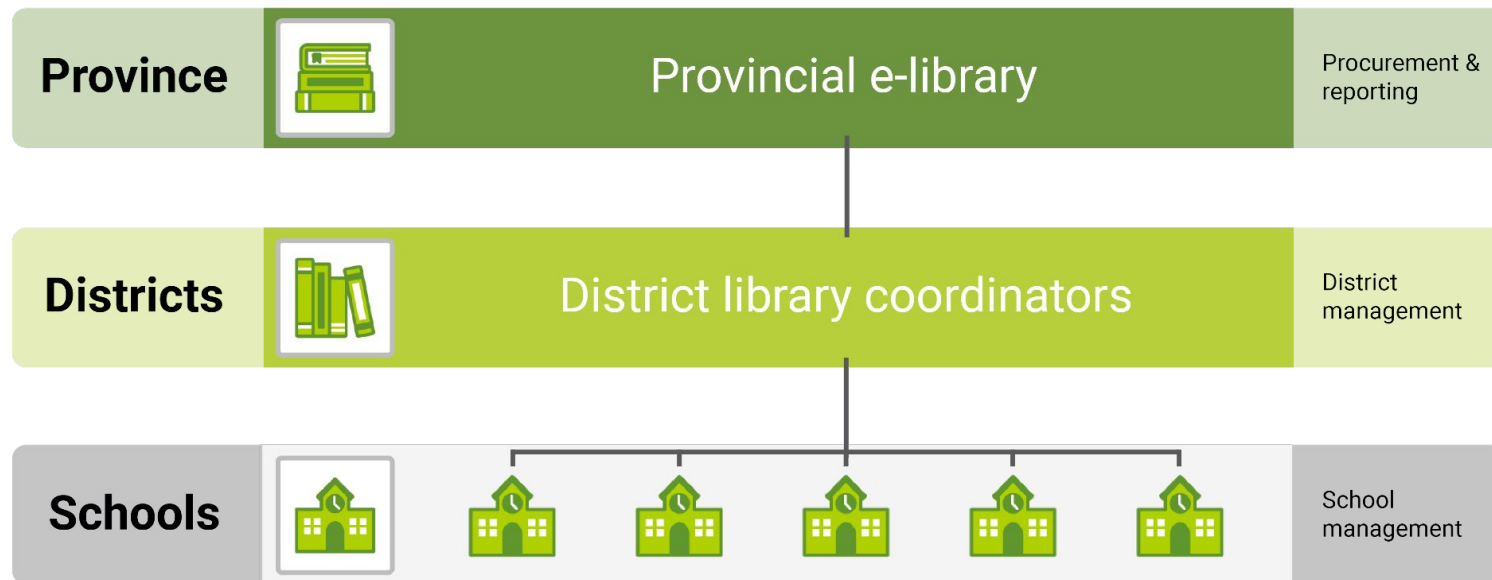 Province
Provincial e-library
Procurement &
reporting
Districts
District library coordinators
District
management
Schools
School
management